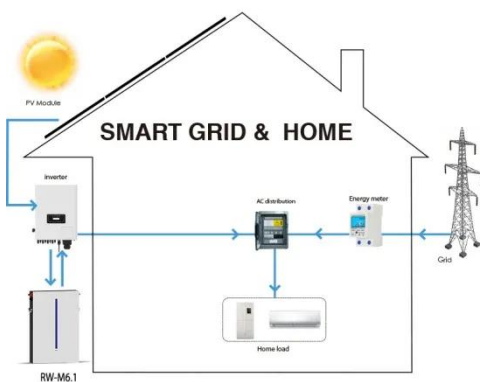 PV Module
SMART GRID & HOME
inverter
AC distribution
Energy meter
Grid
Home load
RW-M6.1